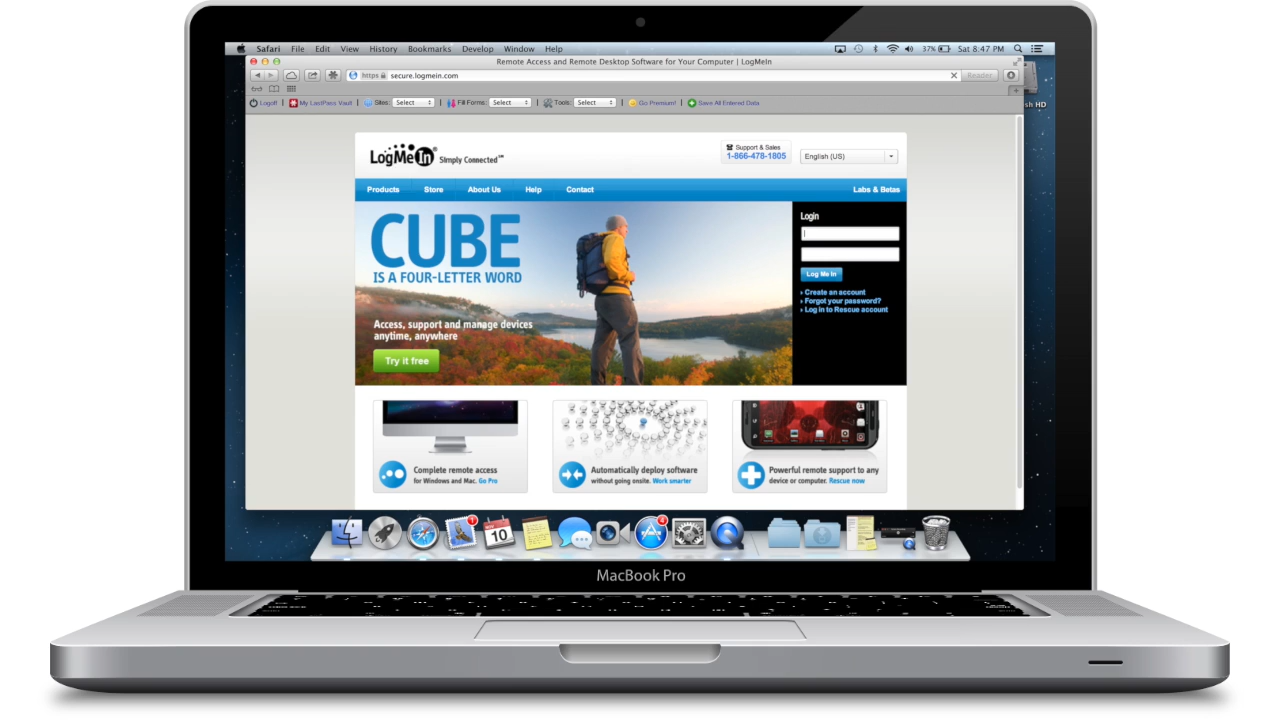 Safari File Edit View History Bookmarks Develop Window Help 37% Sat 8:47 PM
Remote Access and Remote Desktop Software for Your Computer | LogMeIn
https secure.logmein.com Reader
Logoff | My LastPass Vault | Sites: Select | Fill Forms: Select | Tools: Select | Go Premium! | Save All Entered Data
sh HD
LogMeIn® Simply Connected℠
Support & Sales
1-866-478-1805
English (US)
Products Store About Us Help Contact Labs & Betas
CUBE
IS A FOUR-LETTER WORD
Access, support and manage devices
anytime, anywhere
Try it free
Login
Log Me In
Create an account
Forgot your password?
Log in to Rescue account
Complete remote access
for Windows and Mac. Go Pro
Automatically deploy software
without going onsite. Work smarter
Powerful remote support to any
device or computer. Rescue now
1
NOV
10
4
MacBook Pro